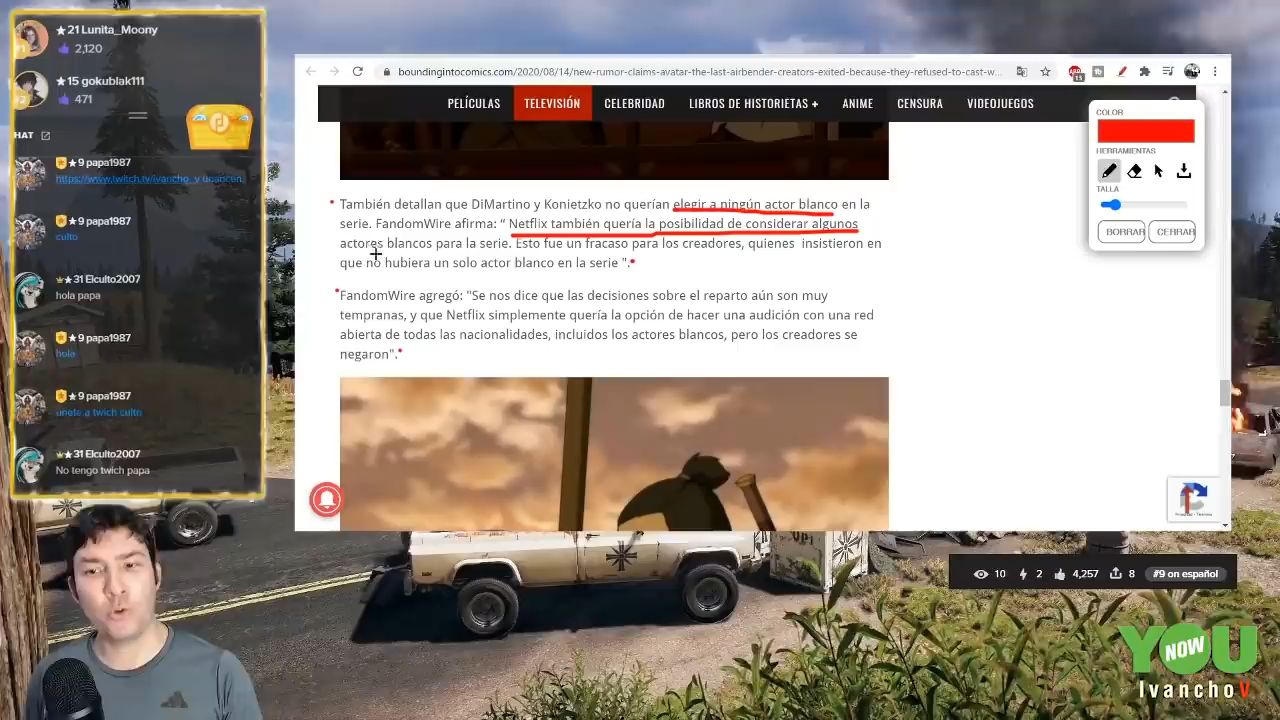 ★21 Lunita_Moony
2,120
★15 gokublak111
471
HAT
★ 9 papa1987
https://www.twitch.tv/ivancho_v unancen
★ 9 papa1987
culto
★31 Elculto2007
hola papa
★ 9 papa1987
hola
★ 9 papa1987
unete a twich culto
★31 Elculto2007
No tengo twich papa
boundingintocomics.com/2020/08/14/new-rumor-claims-avatar-the-last-airbender-creators-exited-because-they-refused-to-cast-w...
PELÍCULAS TELEVISIÓN CELEBRIDAD LIBROS DE HISTORIETAS + ANIME CENSURA VIDEOJUEGOS
También detallan que DiMartino y Konietzko no querían elegir a ningún actor blanco en la
serie. FandomWire afirma: “ Netflix también quería la posibilidad de considerar algunos
actores blancos para la serie. Esto fue un fracaso para los creadores, quienes insistieron en
que no hubiera un solo actor blanco en la serie ".
FandomWire agregó: "Se nos dice que las decisiones sobre el reparto aún son muy
tempranas, y que Netflix simplemente quería la opción de hacer una audición con una red
abierta de todas las nacionalidades, incluidos los actores blancos, pero los creadores se
negaron".
COLOR
HERRAMIENTAS
TALLA
BORRAR CERRAR
10 2 4,257 8 #9 on español
YOU
NOW
IvanchoV